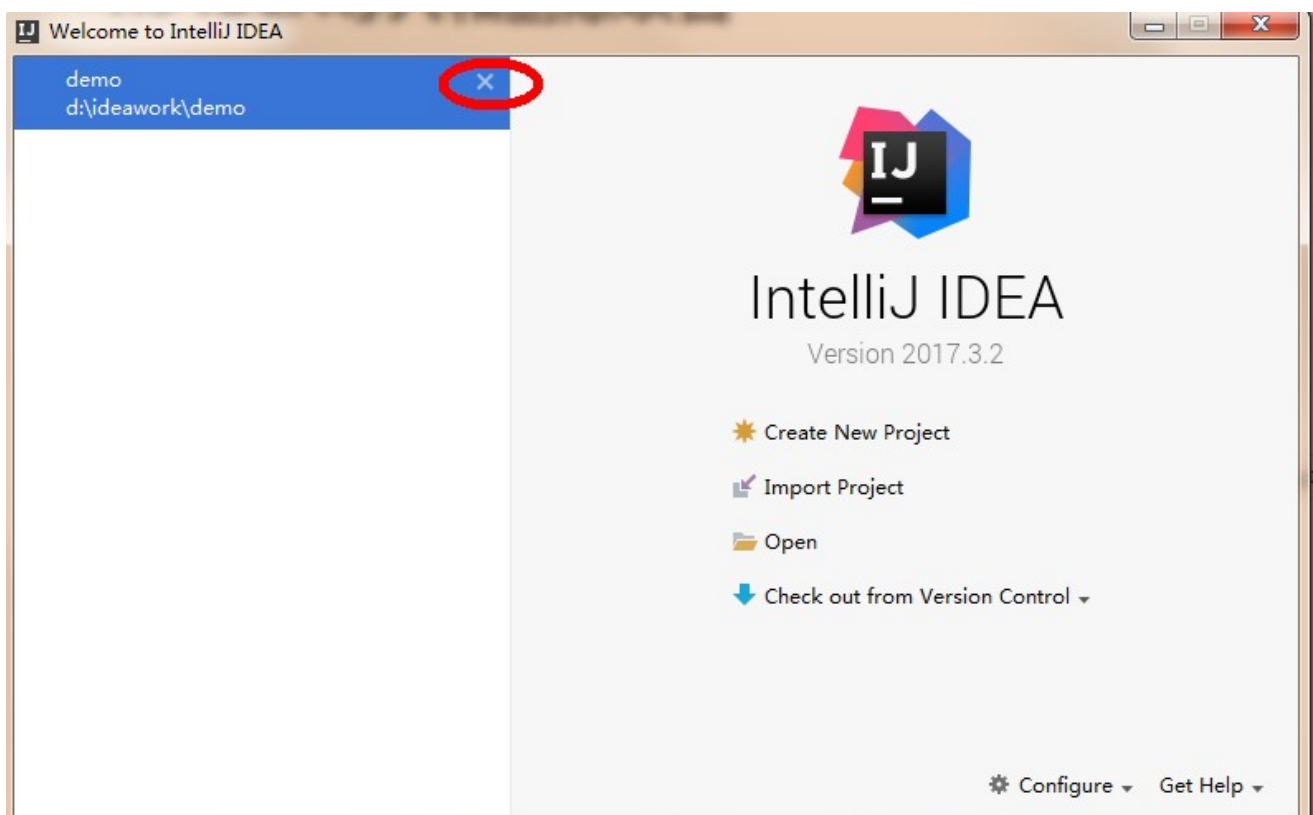 Welcome to IntelliJ IDEA
demo
d:\ideawork\demo
IJ
IntelliJ IDEA
Version 2017.3.2
Create New Project
Import Project
Open
Check out from Version Control
Configure
Get Help